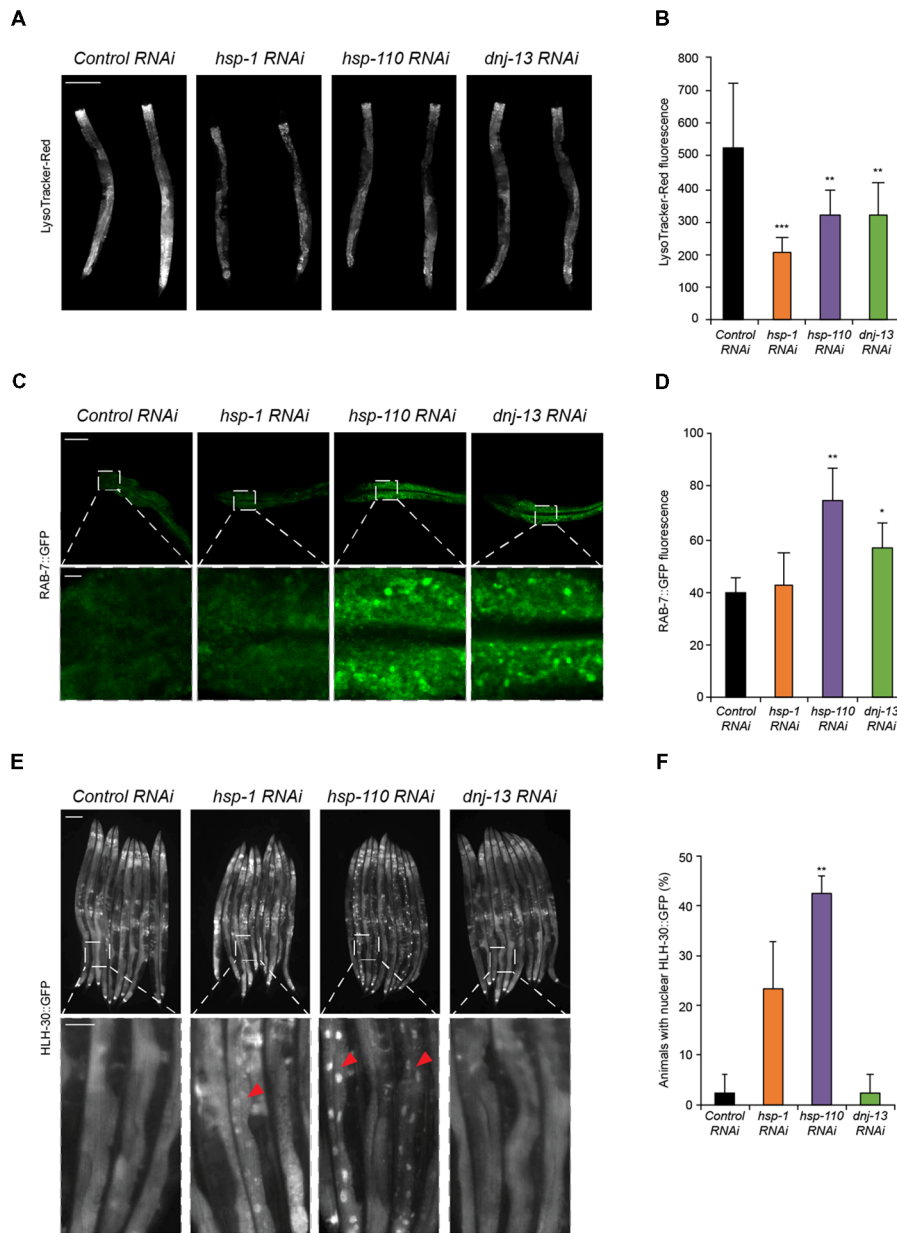 A
Control RNAi hsp-1 RNAi hsp-110 RNAi dnj-13 RNAi
LysoTracker-Red
B
LysoTracker-Red fluorescence
800
700
600
500
400
300
200
100
0
***
**
**
Control RNAi
hsp-1 RNAi
hsp-110 RNAi
dnj-13 RNAi
C
Control RNAi hsp-1 RNAi hsp-110 RNAi dnj-13 RNAi
RAB-7::GFP
D
RAB-7::GFP fluorescence
100
80
60
40
20
0
**
*
Control RNAi
hsp-1 RNAi
hsp-110 RNAi
dnj-13 RNAi
E
Control RNAi hsp-1 RNAi hsp-110 RNAi dnj-13 RNAi
HLH-30::GFP
F
Animals with nuclear HLH-30::GFP (%)
50
40
30
20
10
0
**
Control RNAi
hsp-1 RNAi
hsp-110 RNAi
dnj-13 RNAi